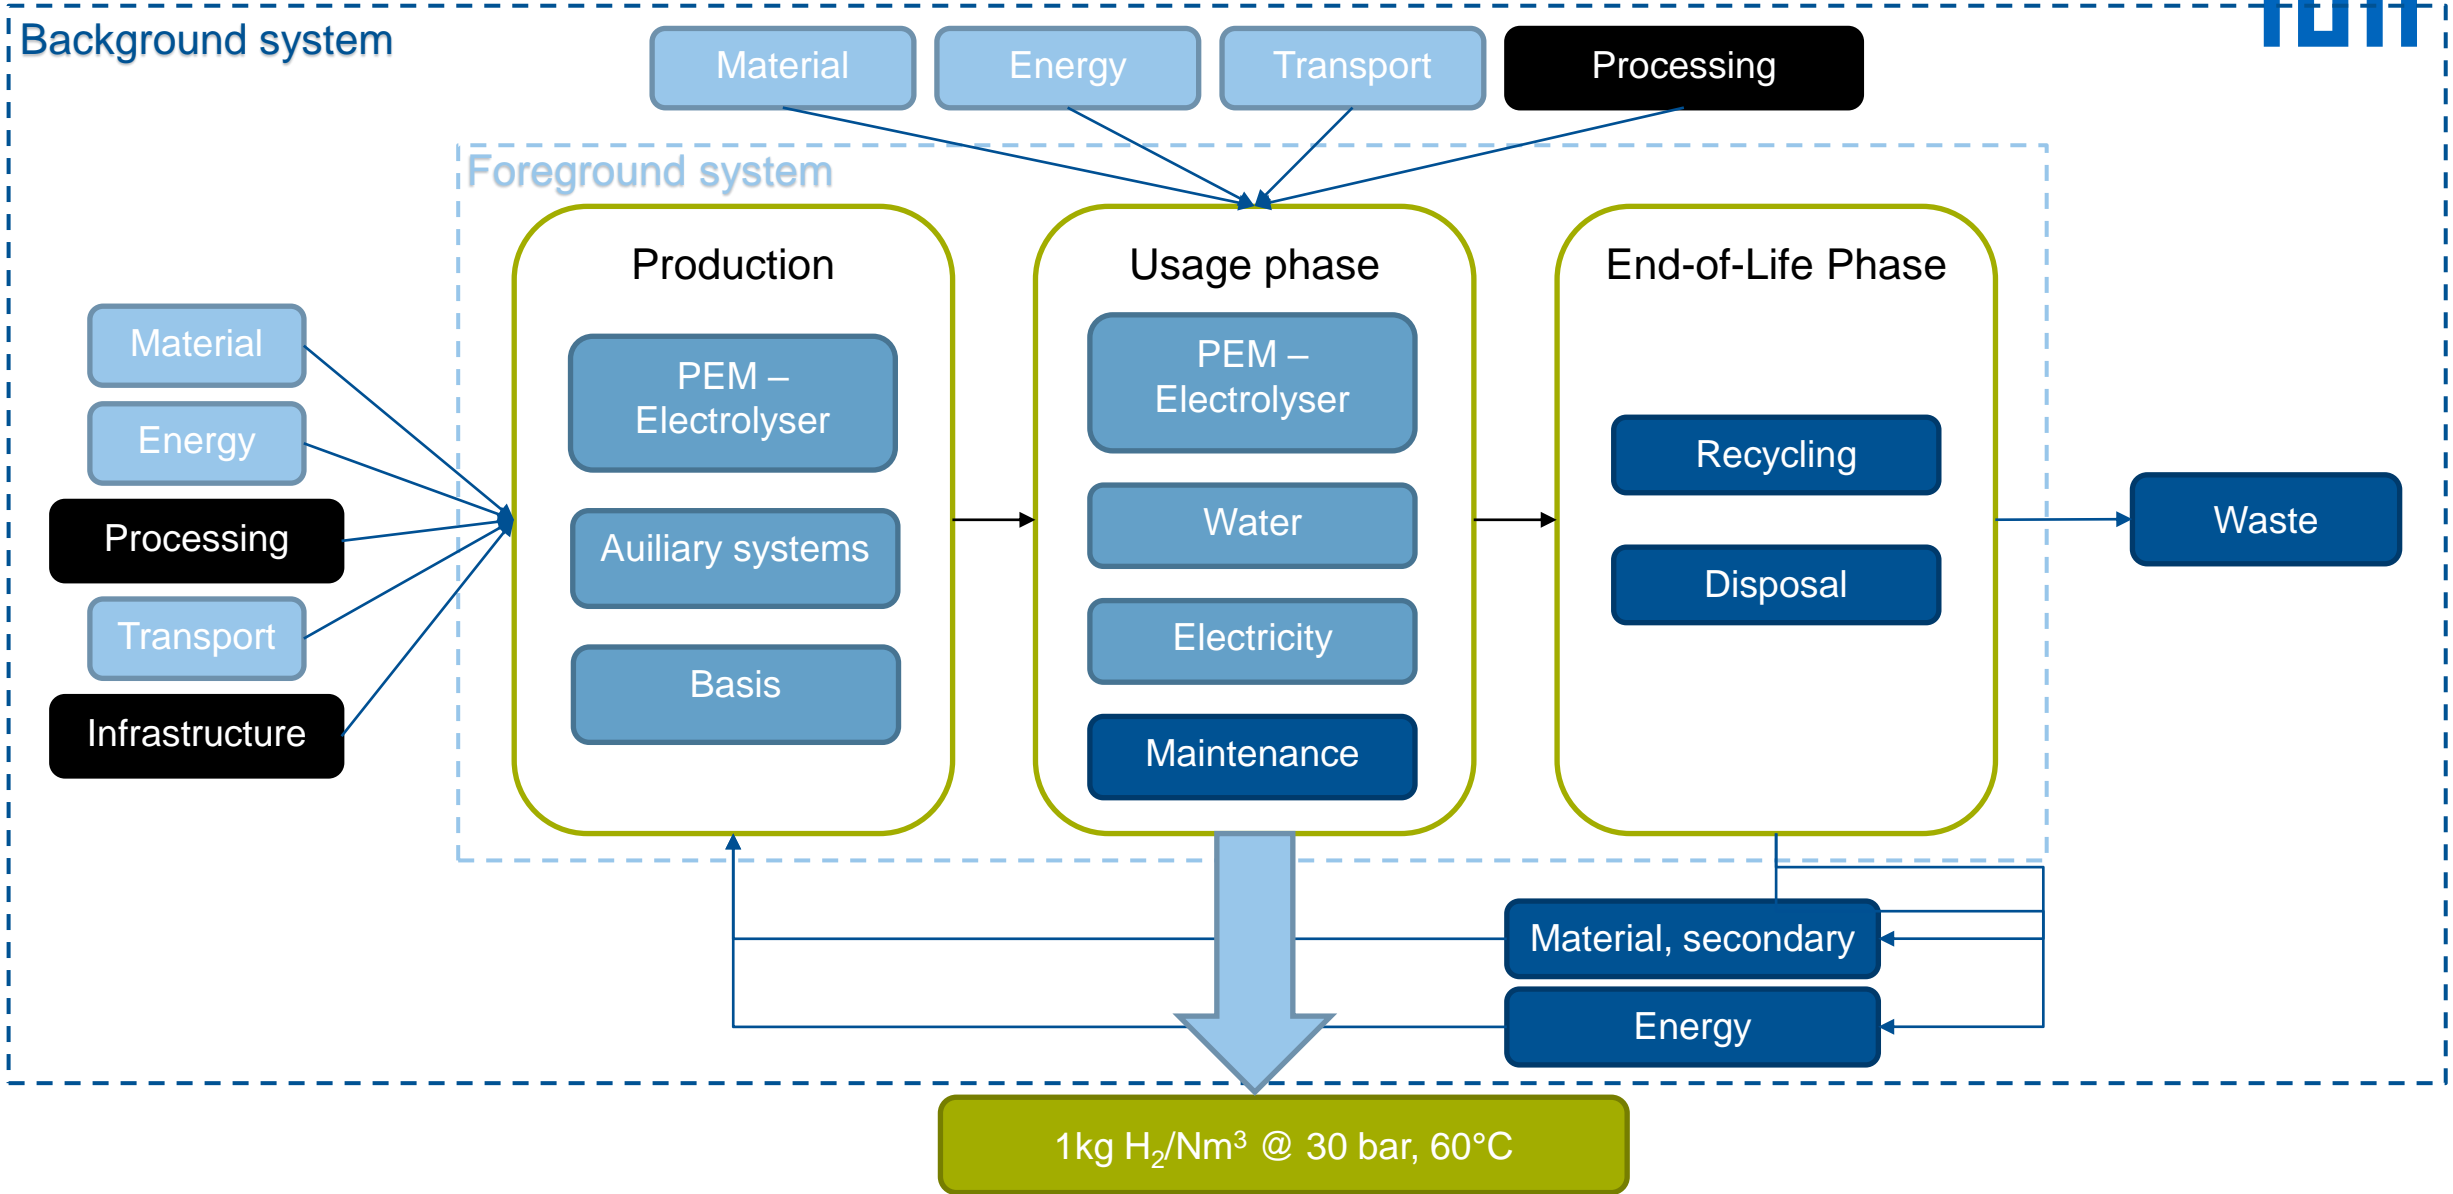 Background system
Material
Energy
Transport
Processing
Foreground system
Production
Usage phase
End-of-Life Phase
Material
Energy
Processing
Transport
Infrastructure
PEM –
Electrolyser
Auiliary systems
Basis
PEM –
Electrolyser
Water
Electricity
Maintenance
Recycling
Disposal
Waste
Material, secondary
Energy
1kg H₂/Nm³ @ 30 bar, 60°C